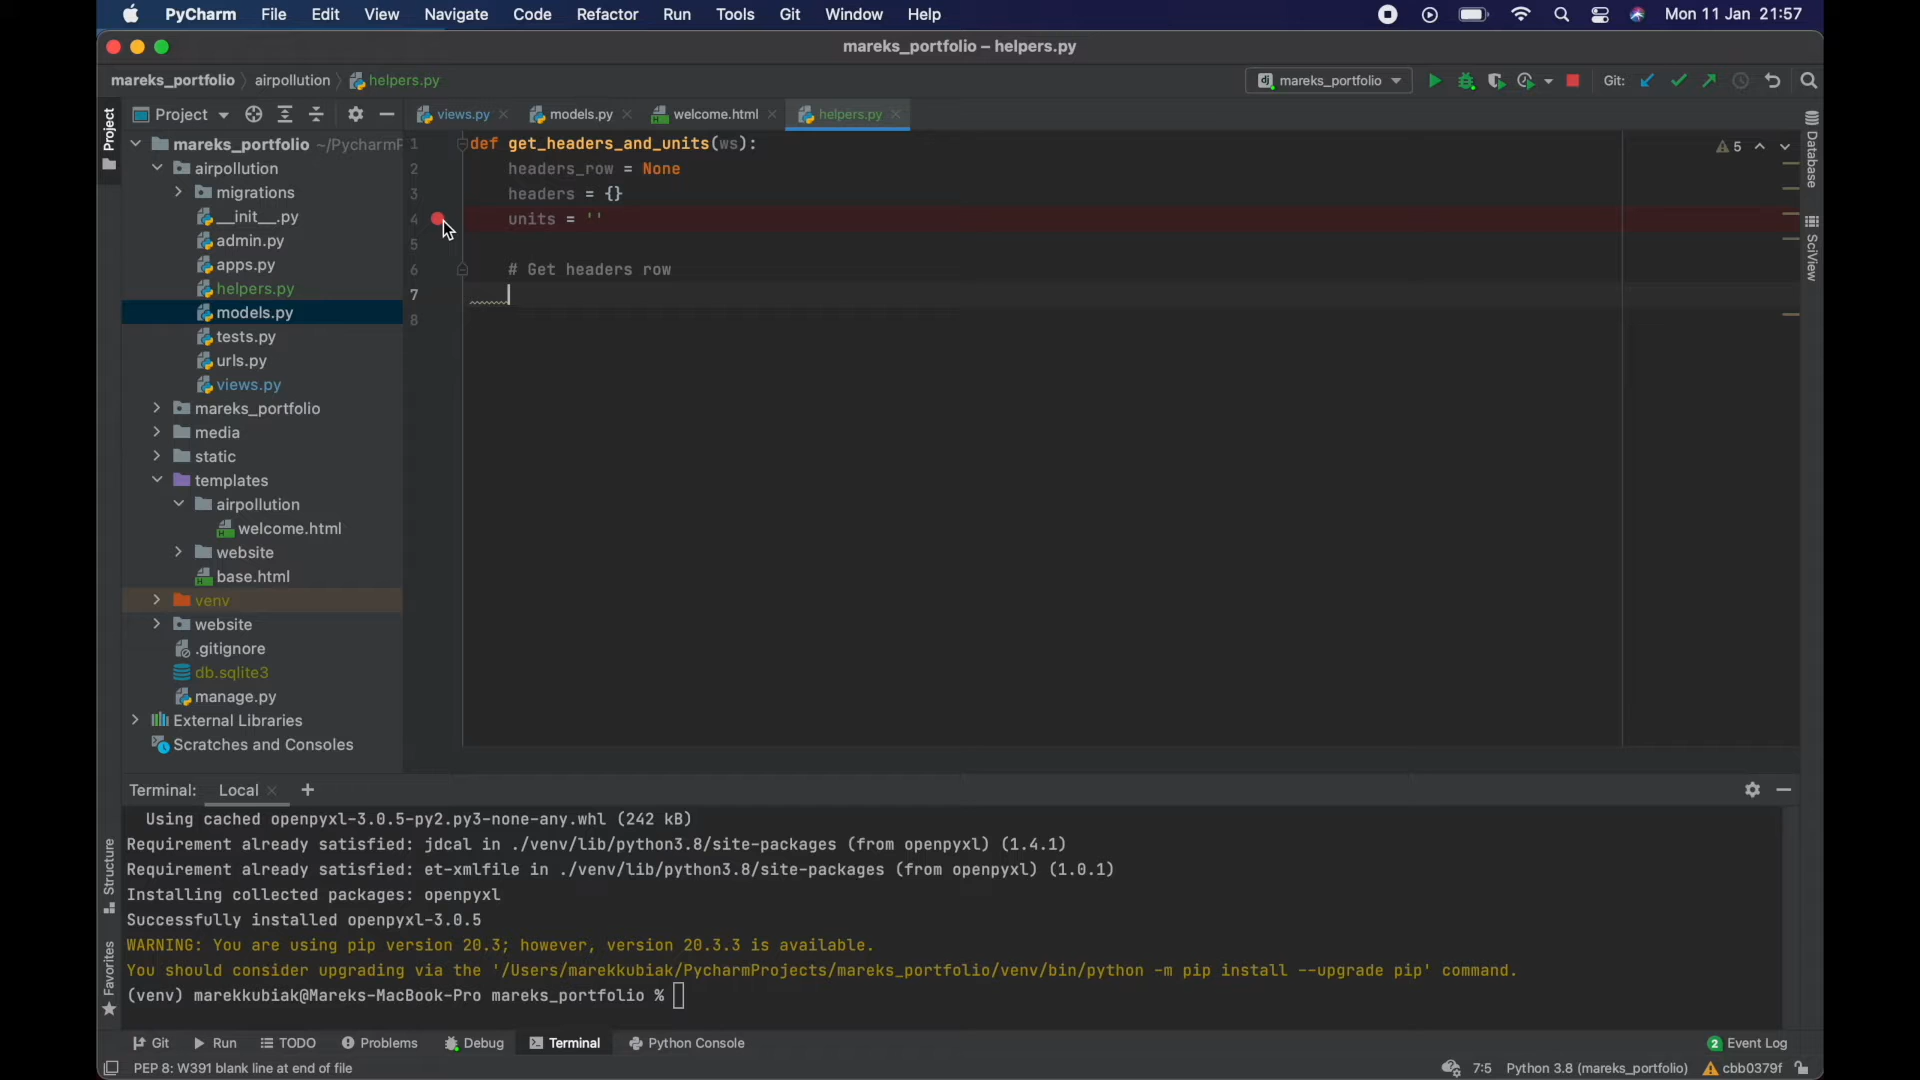 PyCharm File Edit View Navigate Code Refactor Run Tools Git Window Help Mon 11 Jan 21:57
mareks_portfolio – helpers.py
mareks_portfolio airpollution helpers.py mareks_portfolio Git:
Project
Project
views.py models.py welcome.html helpers.py
Database
SciView
mareks_portfolio ~/PycharmP
airpollution
migrations
__init__.py
admin.py
apps.py
helpers.py
models.py
tests.py
urls.py
views.py
mareks_portfolio
media
static
templates
airpollution
welcome.html
website
base.html
venv
website
.gitignore
db.sqlite3
manage.py
External Libraries
Scratches and Consoles
1 def get_headers_and_units(ws): 5
2 headers_row = None
3 headers = {}
4 units = ''
5
6 # Get headers row
7
8
Terminal: Local
Structure
Favorites
Using cached openpyxl-3.0.5-py2.py3-none-any.whl (242 kB)
Requirement already satisfied: jdcal in ./venv/lib/python3.8/site-packages (from openpyxl) (1.4.1)
Requirement already satisfied: et-xmlfile in ./venv/lib/python3.8/site-packages (from openpyxl) (1.0.1)
Installing collected packages: openpyxl
Successfully installed openpyxl-3.0.5
WARNING: You are using pip version 20.3; however, version 20.3.3 is available.
You should consider upgrading via the '/Users/marekkubiak/PycharmProjects/mareks_portfolio/venv/bin/python -m pip install --upgrade pip' command.
(venv) marekkubiak@Mareks-MacBook-Pro mareks_portfolio %
Git Run TODO Problems Debug Terminal Python Console 2 Event Log
PEP 8: W391 blank line at end of file 7:5 Python 3.8 (mareks_portfolio) cbb0379f